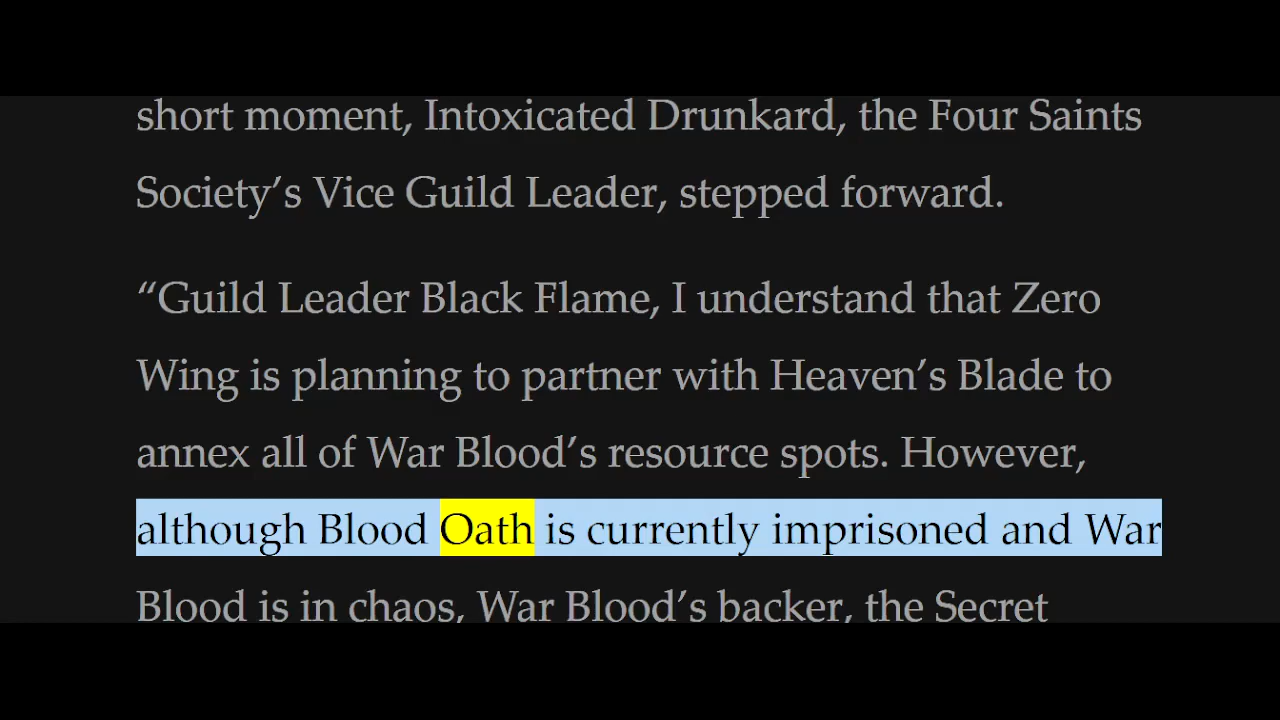 short moment, Intoxicated Drunkard, the Four Saints
Society’s Vice Guild Leader, stepped forward.
“Guild Leader Black Flame, I understand that Zero
Wing is planning to partner with Heaven’s Blade to
annex all of War Blood’s resource spots. However,
although Blood Oath is currently imprisoned and War
Blood is in chaos, War Blood’s backer, the Secret